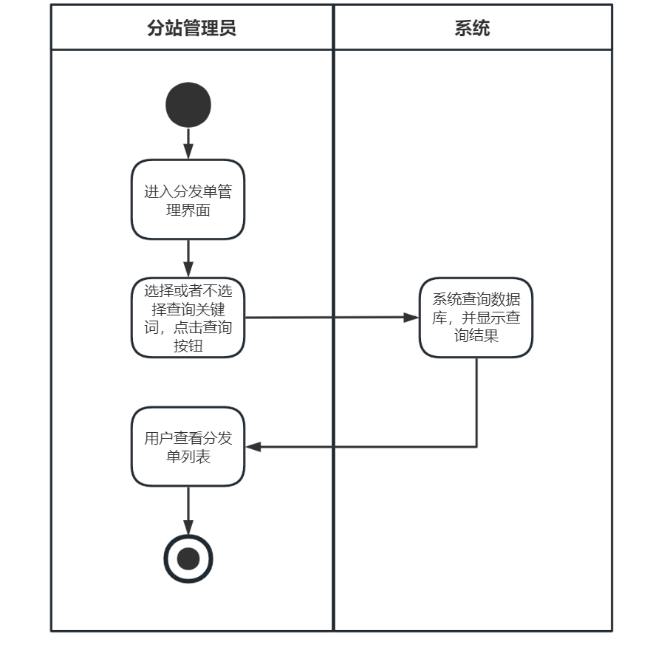 分站管理员
系统
进入分发单管
理界面
选择或者不选
择查询关键
词，点击查询
按钮
系统查询数据
库，并显示查
询结果
用户查看分发
单列表